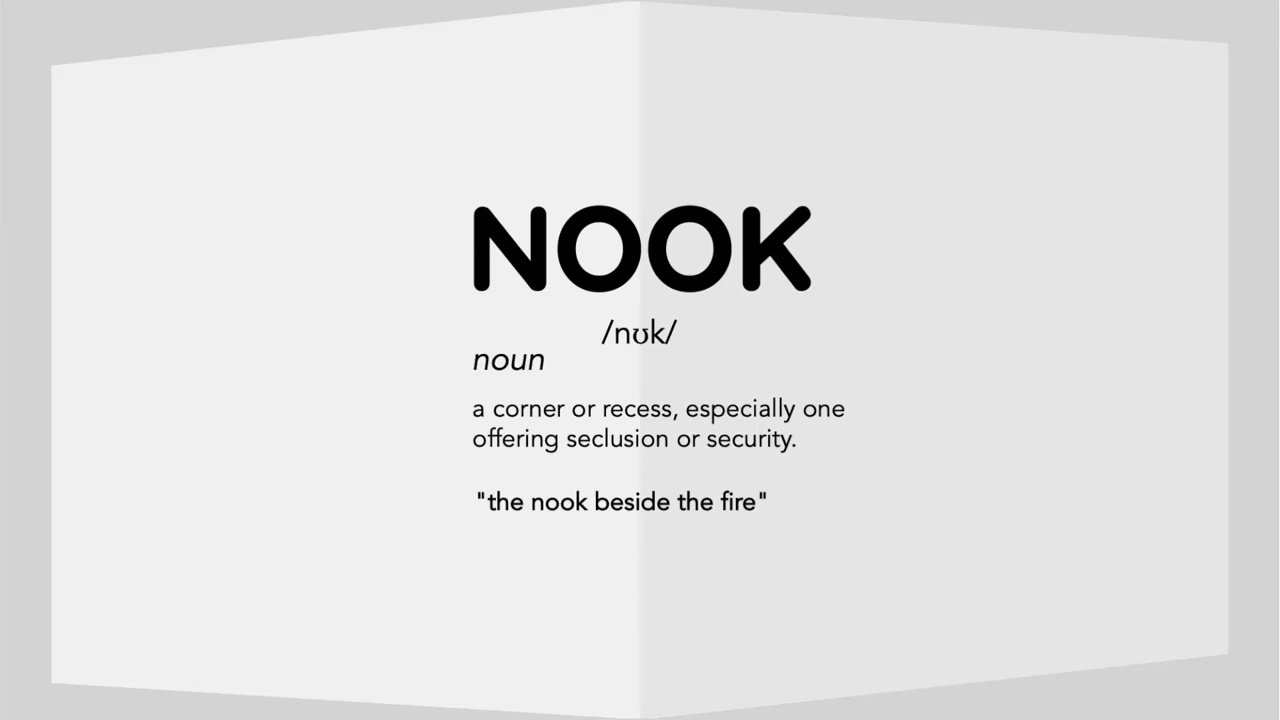 NOOK
/nʊk/
noun
a corner or recess, especially one
offering seclusion or security.
"the nook beside the fire"